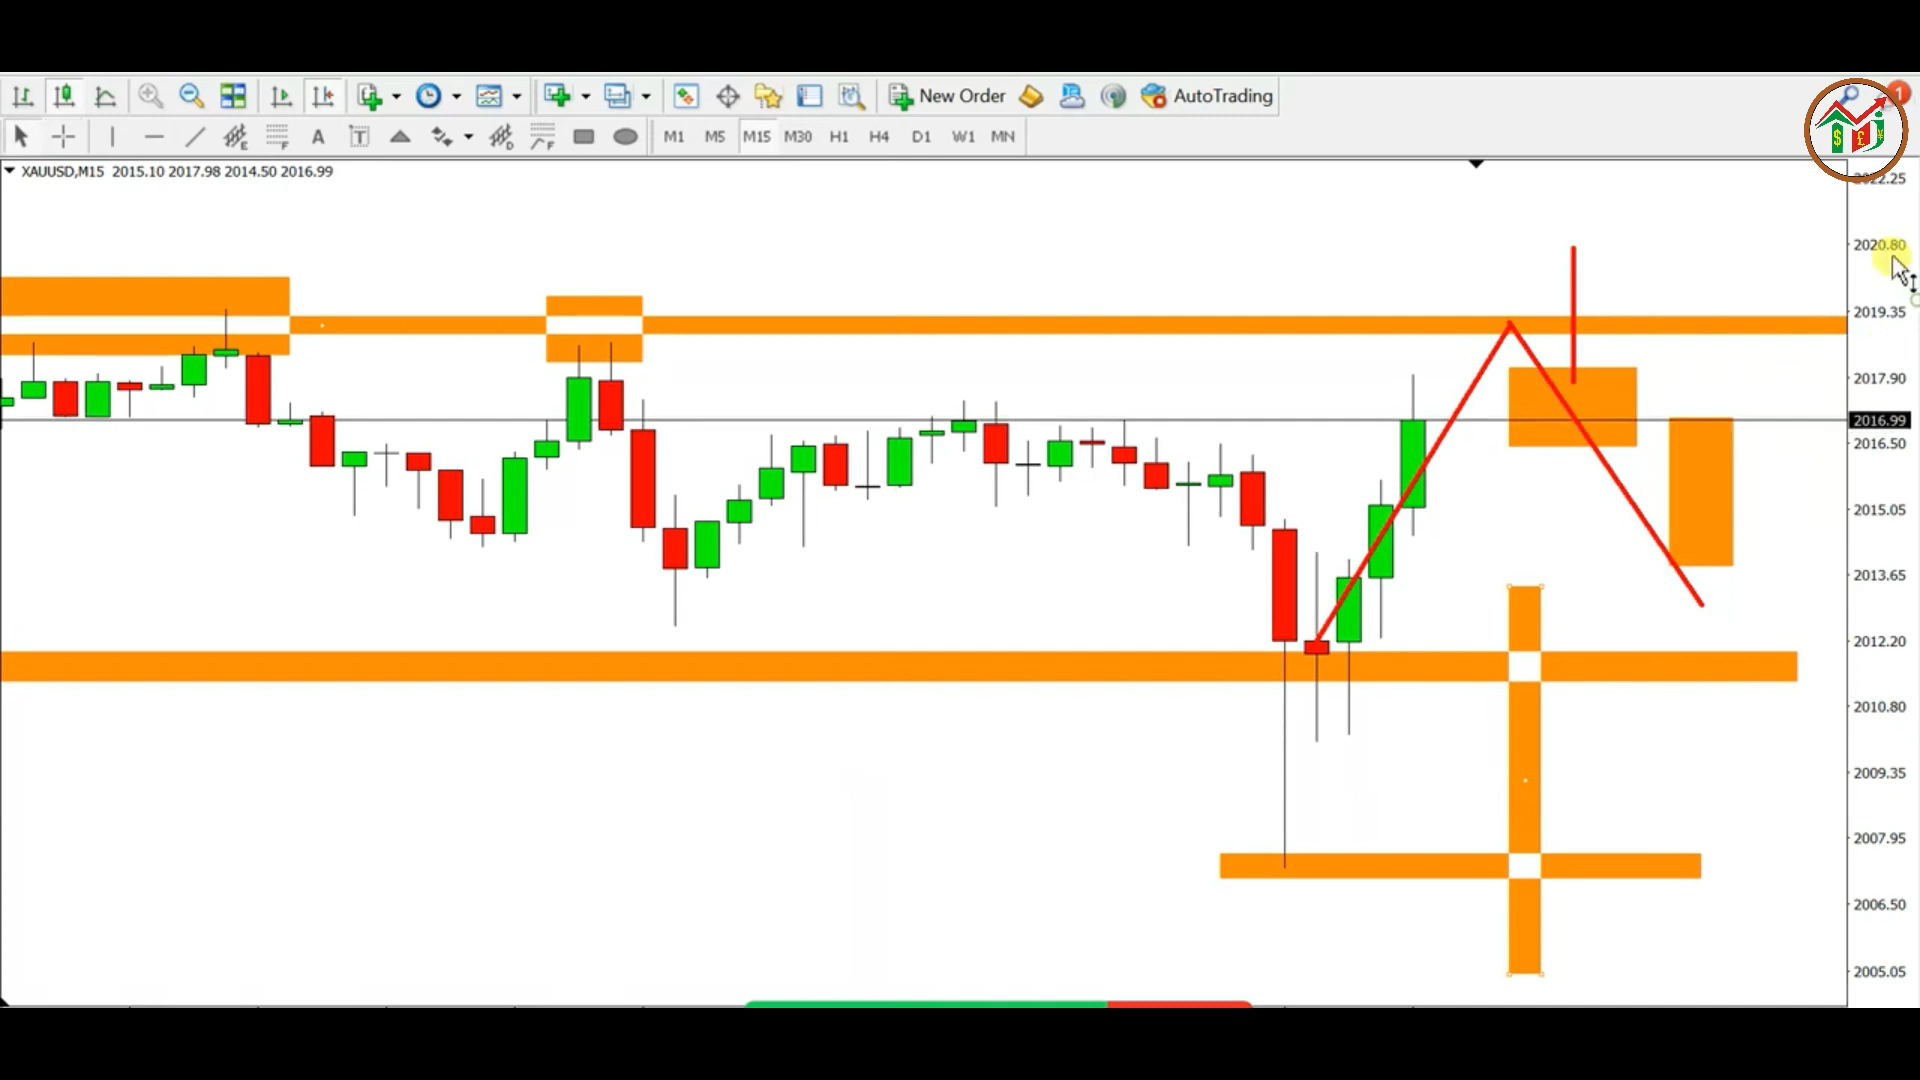 New Order
AutoTrading
1
A
T
M1 M5 M15 M30 H1 H4 D1 W1 MN
XAUUSD,M15 2015.10 2017.98 2014.50 2016.99
$ £ ¥
2020.80
2019.35
2017.90
2016.99
2016.50
2015.05
2013.65
2012.20
2010.80
2009.35
2007.95
2006.50
2005.05